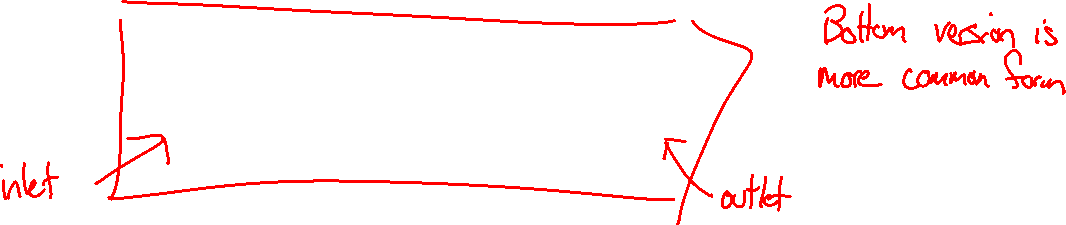 Bottom version is
more common form
inlet
outlet